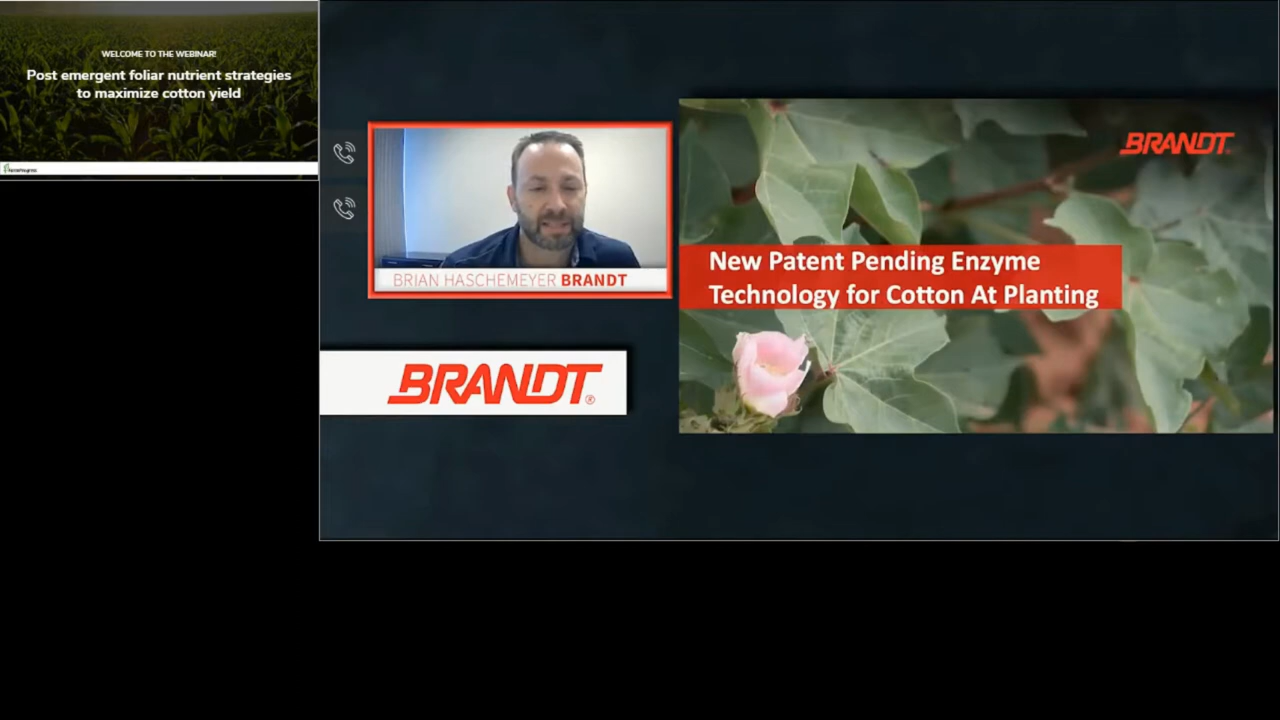 WELCOME TO THE WEBINAR!
Post emergent foliar nutrient strategies
to maximize cotton yield
BRIAN HASCHEMEYER BRANDT
BRANDT®
BRANDT
New Patent Pending Enzyme
Technology for Cotton At Planting